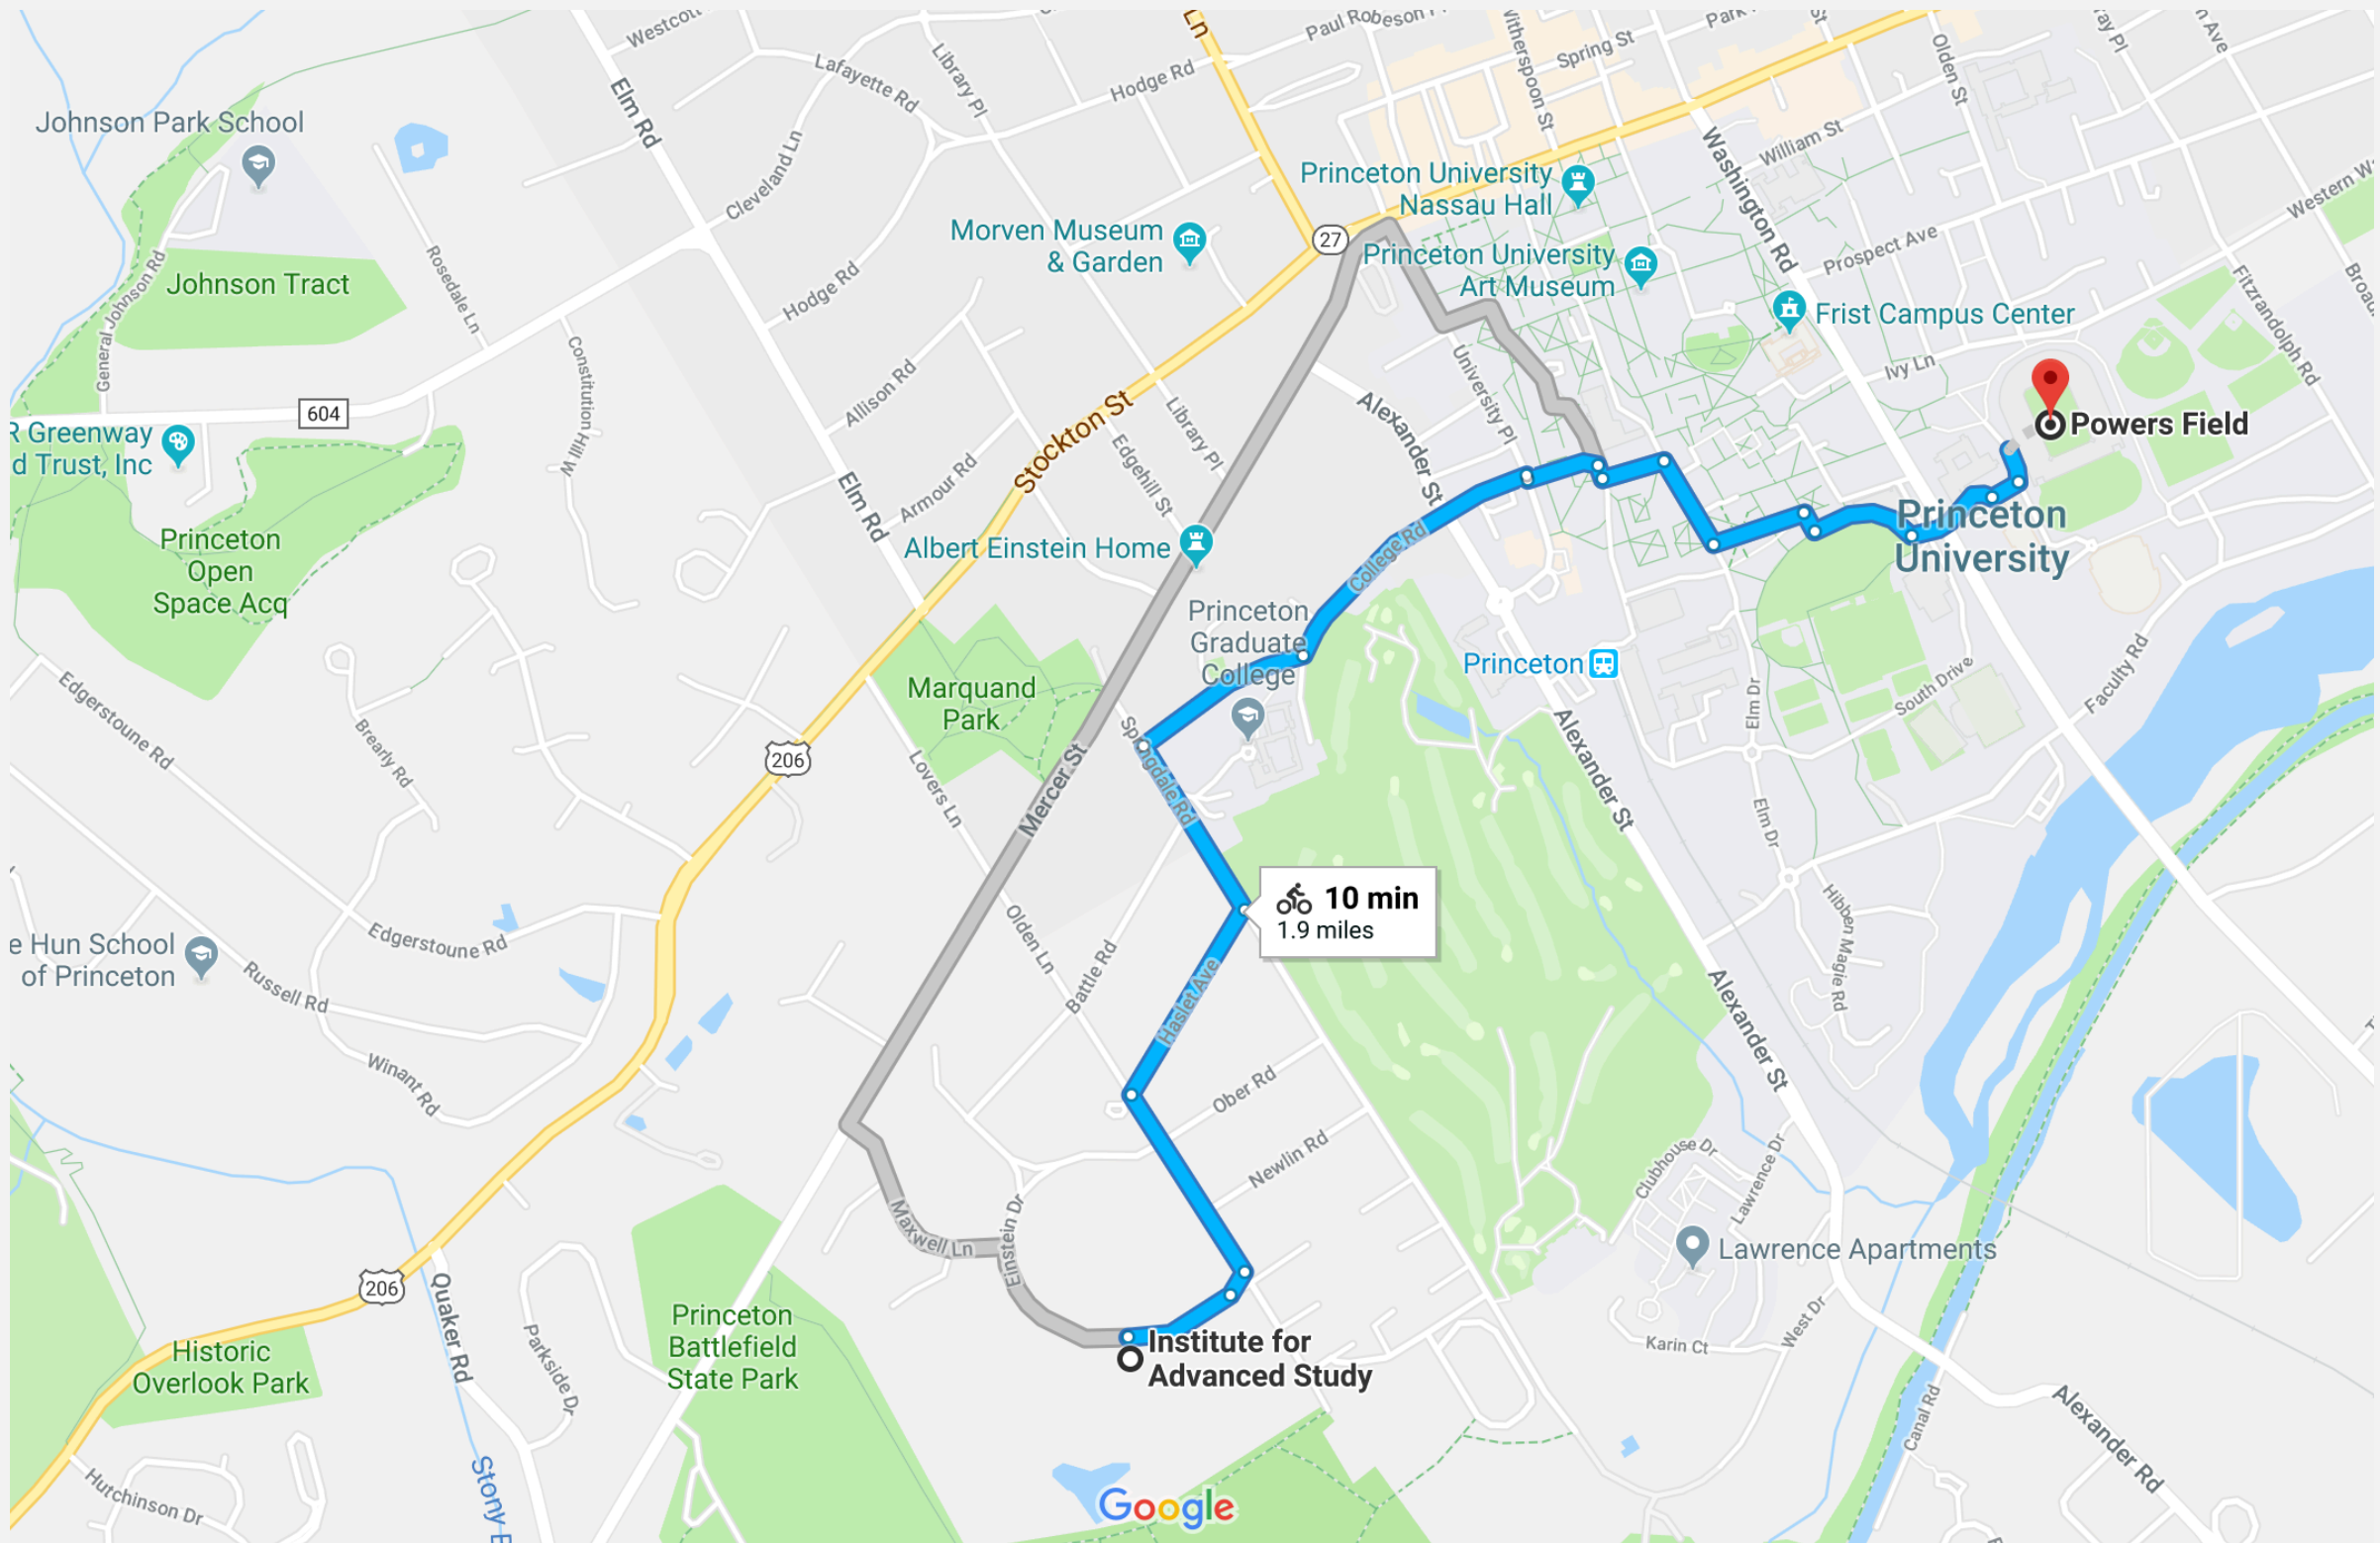 Westcott
Ln
Paul Robeson Pl
Witherspoon St
Spring St
Park
St
Olden St
Lafayette Rd
Library Pl
Hodge Rd
Elm Rd
Johnson Park School
Cleveland Ln
Washington Rd
William St
Western Wa
Princeton University
Nassau Hall
Morven Museum
& Garden
27
Princeton University
Art Museum
Prospect Ave
General Johnson Rd
Johnson Tract
Rosedale Ln
Hodge Rd
Frist Campus Center
Fitzrandolph Rd
Broad
Constitution Hill W
Allison Rd
Ivy Ln
University Pl
Alexander St
604
R Greenway
d Trust, Inc
Library Pl
Stockton St
Edgehill St
Powers Field
Armour Rd
Elm Rd
Princeton
Open
Space Acq
Albert Einstein Home
College Rd
Princeton
University
Princeton
Graduate
College
Princeton
South Drive
Faculty Rd
Elm Dr
Marquand
Park
Edgerstoune Rd
Brearly Rd
206
Lovers Ln
Mercer St
Springdale Rd
Alexander St
Elm Dr
10 min
1.9 miles
Hibben Magie Rd
Edgerstoune Rd
e Hun School
of Princeton
Russell Rd
Olden Ln
Battle Rd
Haslet Ave
Alexander St
Winant Rd
Ober Rd
Newlin Rd
Clubhouse Dr
Lawrence Dr
Maxwell Ln
Einstein Dr
Lawrence Apartments
206
Quaker Rd
Princeton
Battlefield
State Park
Institute for
Advanced Study
Karin Ct
West Dr
Historic
Overlook Park
Parkside Dr
Canal Rd
Alexander Rd
Hutchinson Dr
Stony B
Google